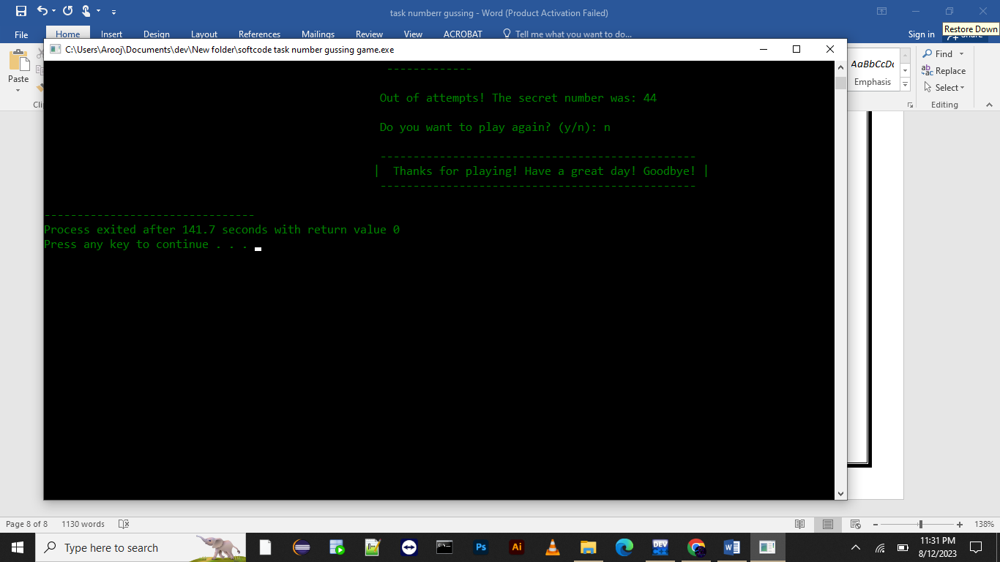 task numberr gussing - Word (Product Activation Failed)
File Home Insert Design Layout References Mailings Review View ACROBAT Tell me what you want to do... Sign in Share
Restore Down
C:\Users\Arooj\Documents\dev\New folder\softcode task number gussing game.exe
Paste
AaBbCcDc
Emphasis
Find
Replace
Select
Editing
-------------
Out of attempts! The secret number was: 44
Do you want to play again? (y/n): n
------------------------------------------------
| Thanks for playing! Have a great day! Goodbye! |
------------------------------------------------
--------------------------------
Process exited after 141.7 seconds with return value 0
Press any key to continue . . .
Page 8 of 8 1130 words 138%
Type here to search
Ps
Ai
DEV
11:31 PM
8/12/2023